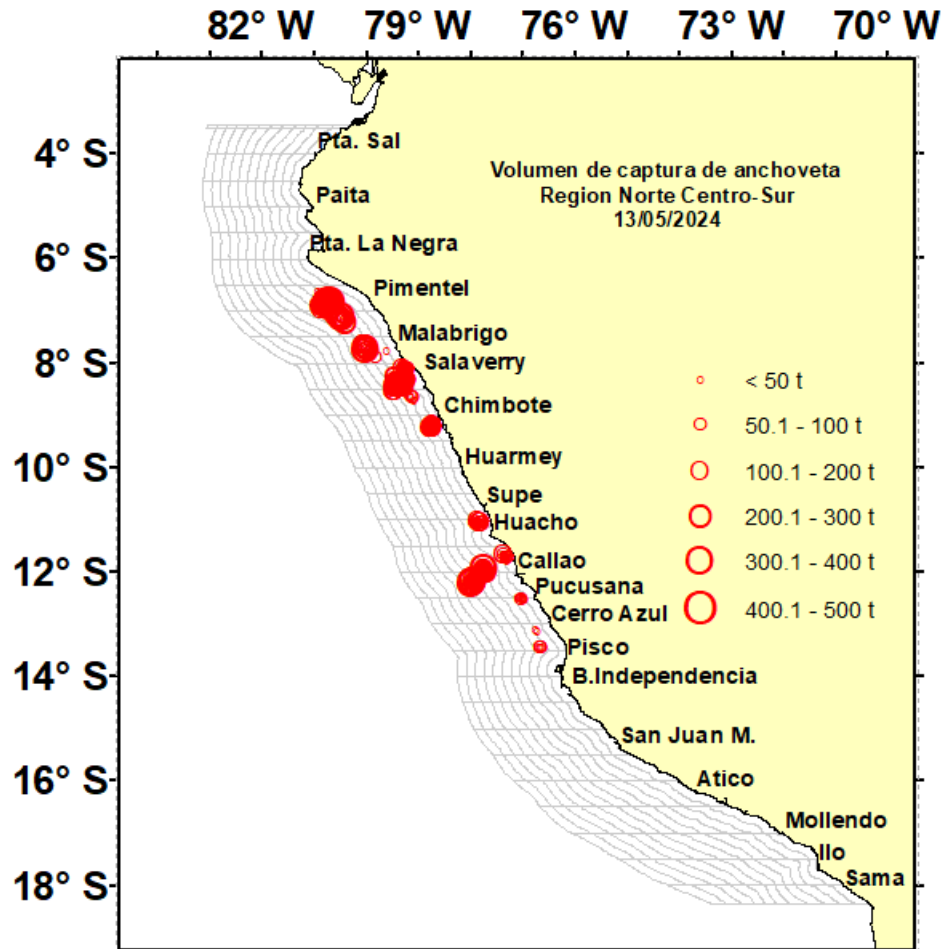 82° W 79° W 76° W 73° W 70° W
4° S
6° S
8° S
10° S
12° S
14° S
16° S
18° S
Volumen de captura de anchoveta
Region Norte Centro-Sur
13/05/2024
Pta. Sal
Paita
Pta. La Negra
Pimentel
Malabrigo
Salaverry
Chimbote
Huarmey
Supe
Huacho
Callao
Pucusana
Cerro Azul
Pisco
B.Independencia
San Juan M.
Atico
Mollendo
Ilo
Sama
< 50 t
50.1 - 100 t
100.1 - 200 t
200.1 - 300 t
300.1 - 400 t
400.1 - 500 t